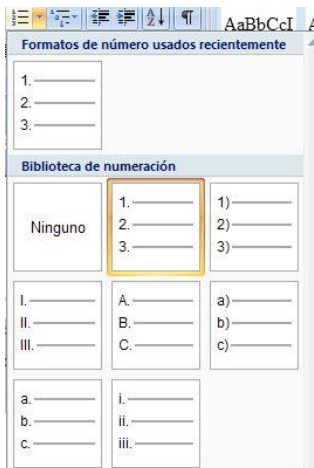 AaBbCcI
Formatos de número usados recientemente
1.
2.
3.
Biblioteca de numeración
Ninguno
1.
2.
3.
1)
2)
3)
I.
II.
III.
A.
B.
C.
a)
b)
c)
a.
b.
c.
i.
ii.
iii.